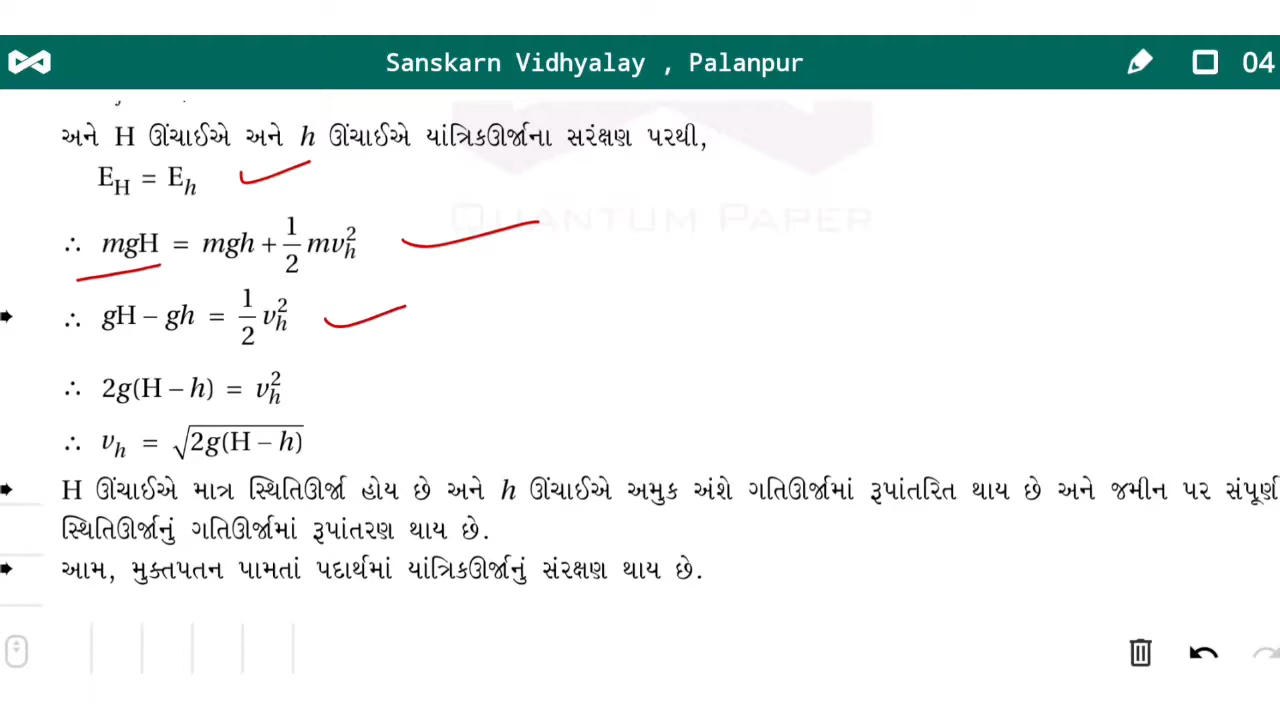 Sanskarn Vidhyalay , Palanpur
04
અને H ઊંચાઈએ અને h ઊંચાઈએ યાંત્રિકઊર્જાના સરંક્ષણ પરથી,
E_H = E_h
QUANTUM PAPER
∴ mgH = mgh + 1/2 mv_h^2
∴ gH – gh = 1/2 v_h^2
∴ 2g(H – h) = v_h^2
∴ v_h = √2g(H – h)
H ઊંચાઈએ માત્ર સ્થિતિઊર્જા હોય છે અને h ઊંચાઈએ અમુક અંશે ગતિઊર્જામાં રૂપાંતરિત થાય છે અને જમીન પર સંપૂર્ણ
સ્થિતિઊર્જાનું ગતિઊર્જામાં રૂપાંતરણ થાય છે.
આમ, મુક્તપતન પામતાં પદાર્થમાં યાંત્રિકઊર્જાનું સંરક્ષણ થાય છે.